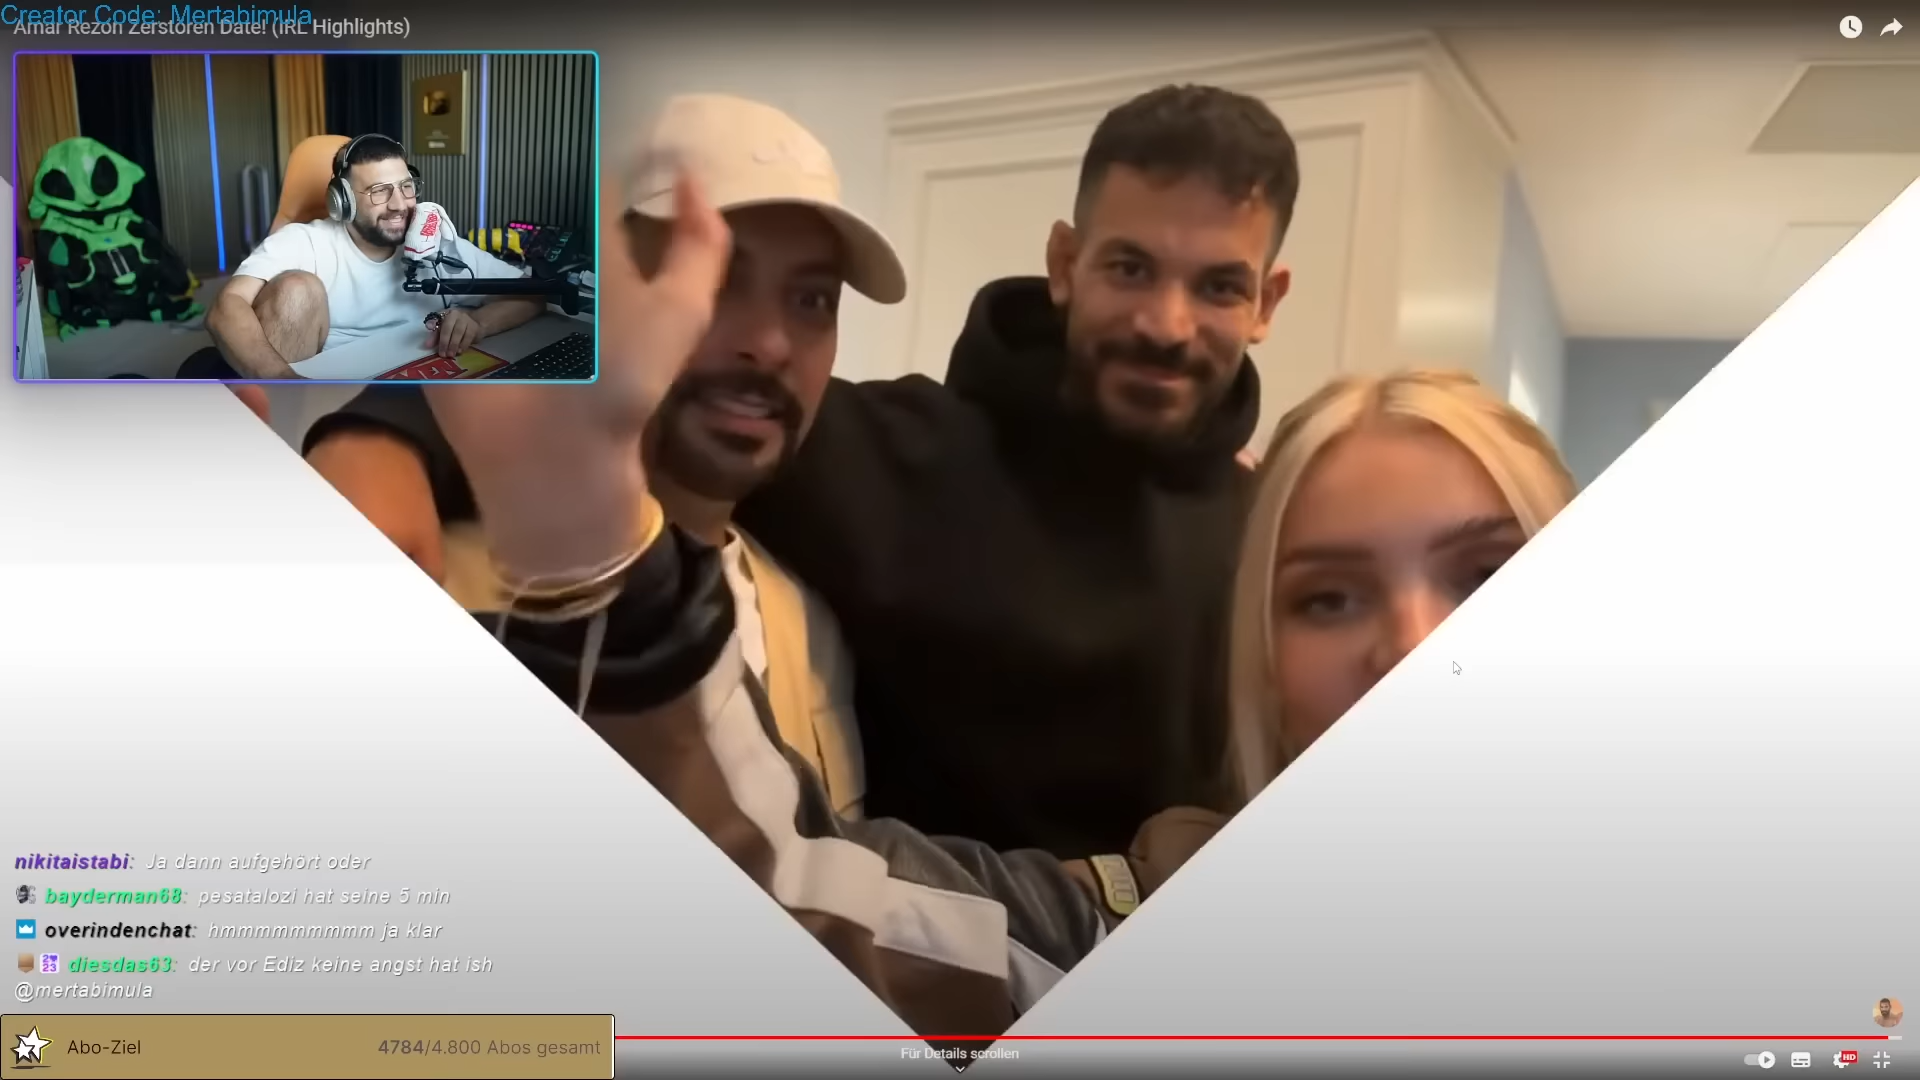 Creator Code: Mertabimula
Amar Rezon Zerstören Date! (IRL Highlights)
nikitaistabi: Ja dann aufgehört oder
bayderman68: pesatalozi hat seine 5 min
overindenchat: hmmmmmmmmm ja klar
diesdas63: der vor Ediz keine angst hat ish
@mertabimula
Abo-Ziel
4784/4.800 Abos gesamt
Für Details scrollen
HD